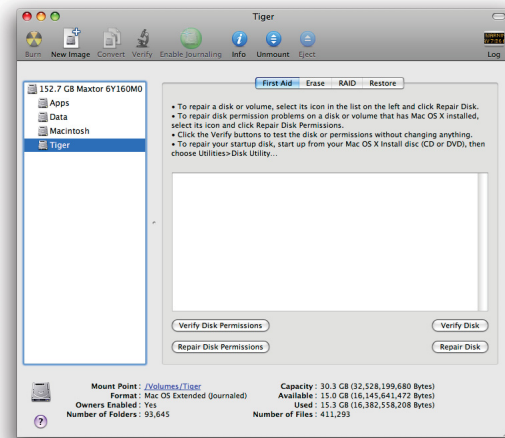 Tiger
Burn New Image Convert Verify Enable Journaling Info Unmount Eject Log
152.7 GB Maxtor 6Y160M0
Apps
Data
Macintosh
Tiger
First Aid Erase RAID Restore
• To repair a disk or volume, select its icon in the list on the left and click Repair Disk.
• To repair disk permission problems on a disk or volume that has Mac OS X installed,
select its icon and click Repair Disk Permissions.
• Click the Verify buttons to test the disk or permissions without changing anything.
• To repair your startup disk, start up from your Mac OS X Install disc (CD or DVD), then
choose Utilities>Disk Utility...
Verify Disk Permissions Verify Disk
Repair Disk Permissions Repair Disk
Mount Point : /Volumes/Tiger Capacity : 30.3 GB (32,528,199,680 Bytes)
Format : Mac OS Extended (Journaled) Available : 15.0 GB (16,145,641,472 Bytes)
Owners Enabled : Yes Used : 15.3 GB (16,382,558,208 Bytes)
Number of Folders : 93,645 Number of Files : 411,293
?